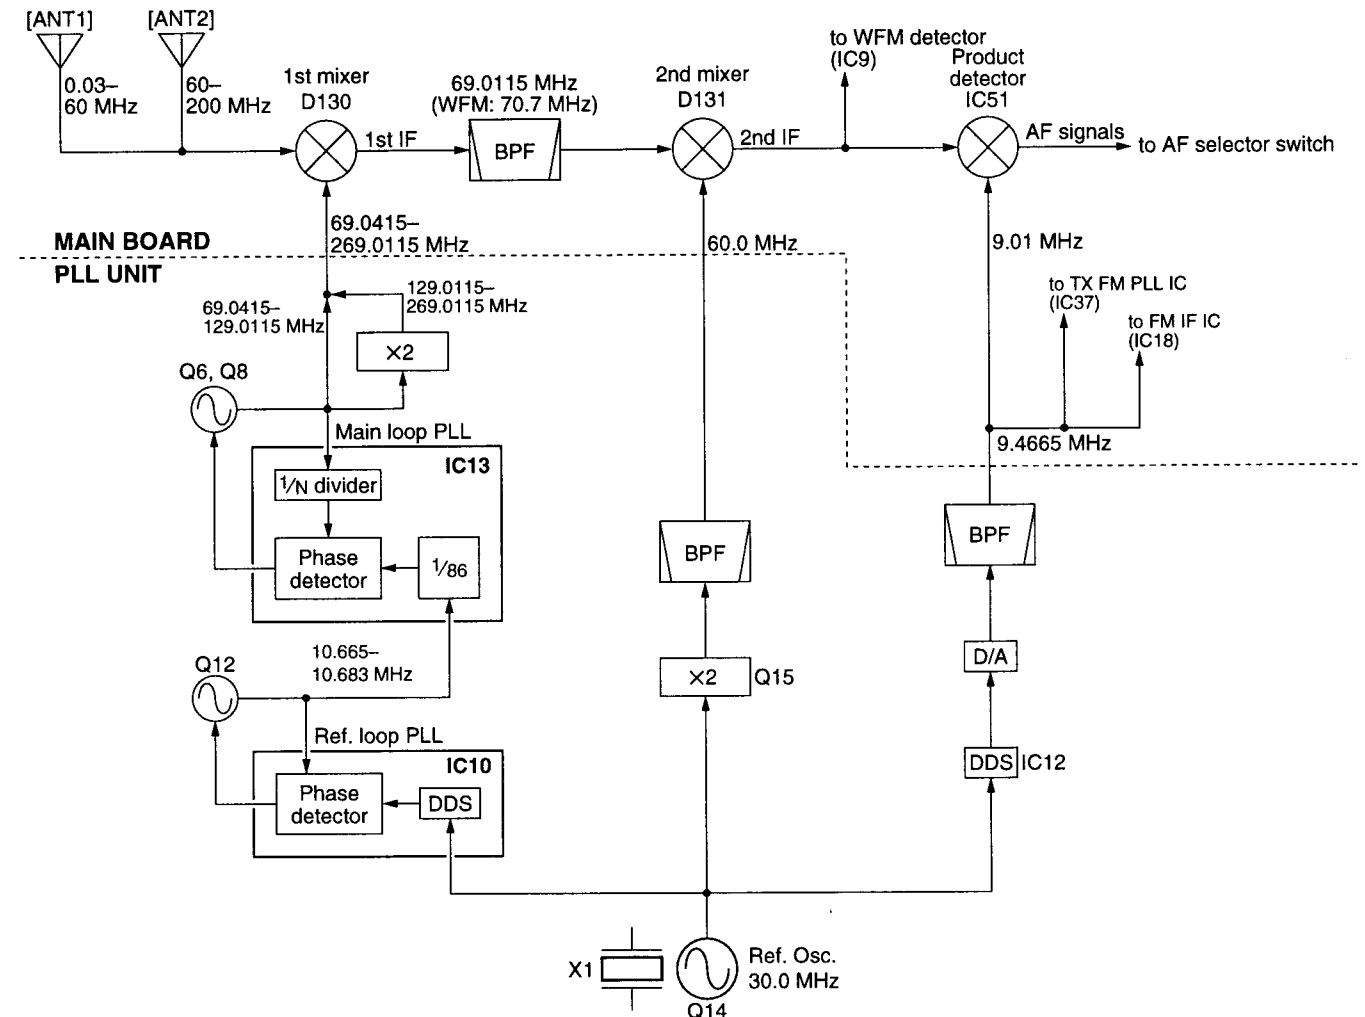 [ANT1]
[ANT2]
0.03–
60 MHz
60–
200 MHz
1st mixer
D130
1st IF
69.0115 MHz
(WFM: 70.7 MHz)
BPF
2nd mixer
D131
2nd IF
to WFM detector
(IC9)
Product
detector
IC51
AF signals
to AF selector switch
69.0415–
269.0115 MHz
60.0 MHz
9.01 MHz
MAIN BOARD
PLL UNIT
69.0415–
129.0115 MHz
129.0115–
269.0115 MHz
×2
to TX FM PLL IC
(IC37)
to FM IF IC
(IC18)
9.4665 MHz
Q6, Q8
Main loop PLL
IC13
1/N divider
Phase
detector
1/86
BPF
BPF
10.665–
10.683 MHz
Q12
Ref. loop PLL
IC10
Phase
detector
DDS
×2
Q15
D/A
DDS
IC12
X1
Ref. Osc.
30.0 MHz
Q14